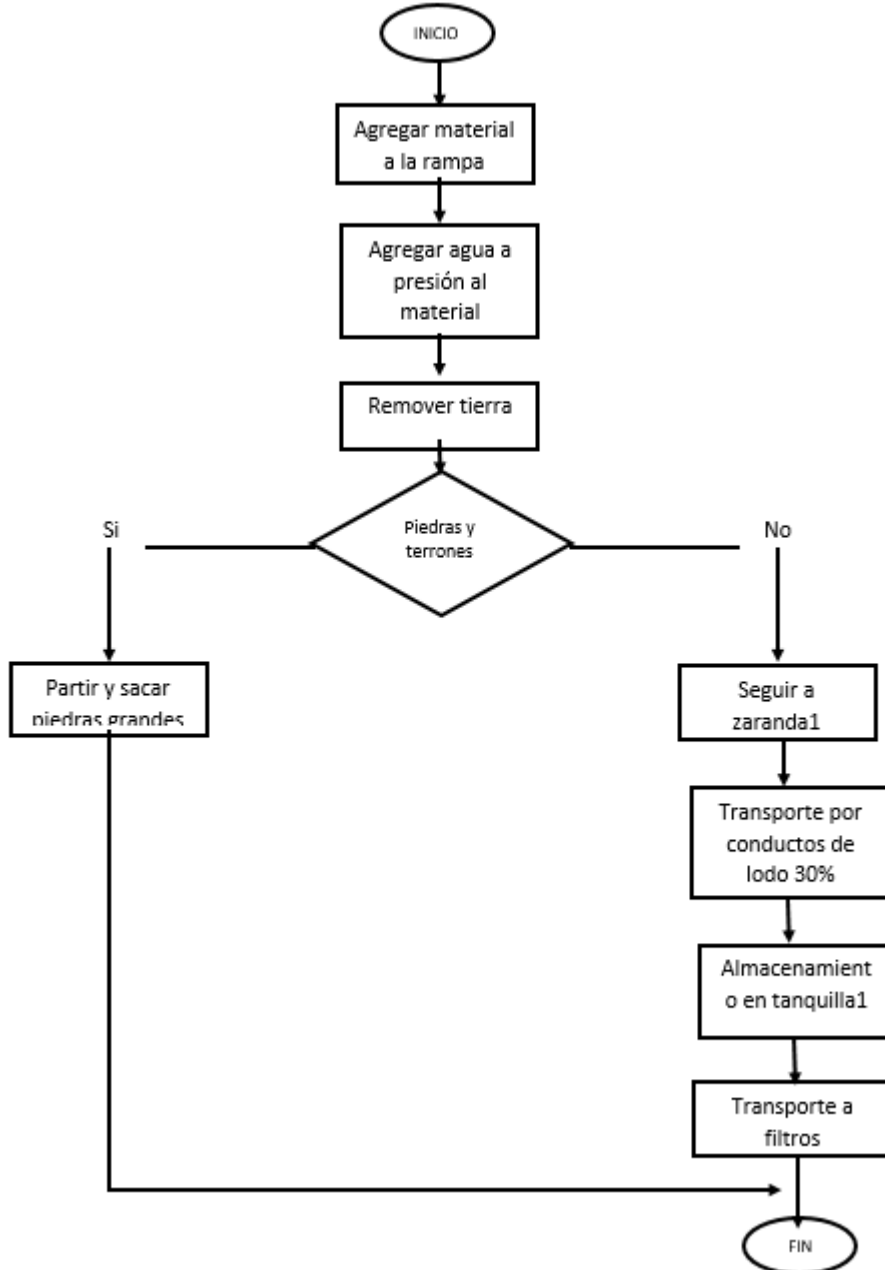 INICIO
Agregar material
a la rampa
Agregar agua a
presión al
material
Remover tierra
Piedras y
terrones
Si
No
Partir y sacar
piedras grandes
Seguir a
zaranda1
Transporte por
conductos de
lodo 30%
Almacenamient
o en tanquilla1
Transporte a
filtros
FIN